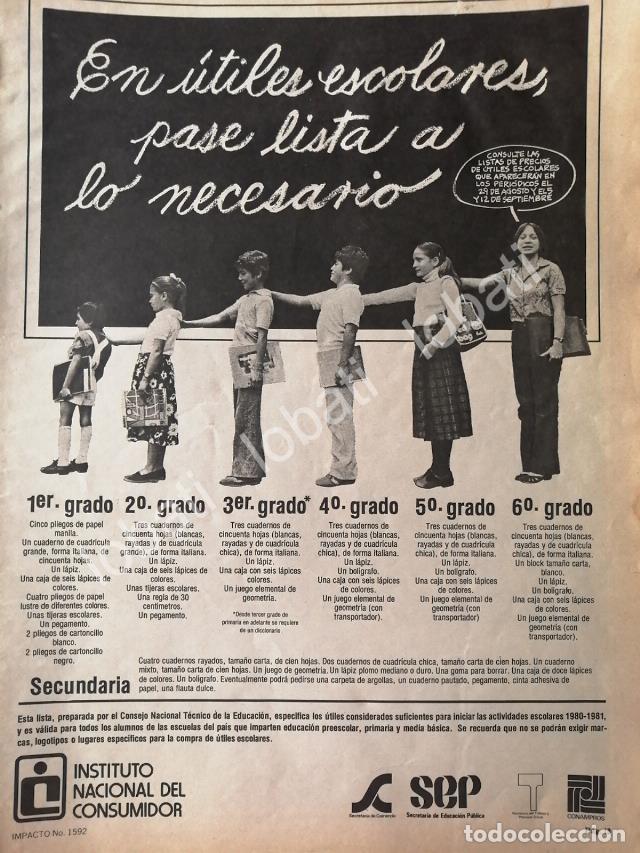 En útiles escolares,
pase lista a
lo necesario
CONSULTE LAS
LISTAS DE PRECIOS
DE ÚTILES ESCOLARES
QUE APARECERÁN EN
LOS PERIÓDICOS EL
29 DE AGOSTO Y EL 5
Y 12 DE SEPTIEMBRE
1er. grado
Cinco pliegos de papel
manila.
Un cuaderno de cuadrícula
grande, forma italiana, de
cincuenta hojas.
Un lápiz.
Una caja de seis lápices de
colores.
Cuatro pliegos de papel
lustre de diferentes colores.
Unas tijeras escolares.
Un pegamento.
2 pliegos de cartoncillo
blanco.
2 pliegos de cartoncillo
negro.
2o. grado
Tres cuadernos de
cincuenta hojas (blancas,
rayadas y de cuadrícula
grande), de forma italiana.
Un lápiz.
Una caja de seis lápices de
colores.
Unas tijeras escolares.
Una regla de 30
centímetros.
Un pegamento.
3er. grado*
Tres cuadernos de
cincuenta hojas (blancas,
rayadas y de cuadrícula
chica), de forma italiana.
Un lápiz.
Una caja con seis lápices de
colores.
Un juego elemental de
geometría.
*Desde tercer grado de
primaria en adelante se requiere
de un diccionario
4o. grado
Tres cuadernos de
cincuenta hojas (blancas,
rayadas y de cuadrícula
chica), de forma italiana.
Un lápiz.
Un bolígrafo.
Una caja con seis lápices de
colores.
Un juego elemental de
geometría (con
transportador).
5o. grado
Tres cuadernos de
cincuenta hojas (blancas,
rayadas y de cuadrícula
chica), de forma italiana.
Un lápiz.
Un bolígrafo.
Una caja con seis lápices de
colores.
Un juego elemental de
geometría (con
transportador)
6o. grado
Tres cuadernos de
cincuenta hojas (blancas,
rayadas y de cuadrícula
chica), de forma italiana.
Un block tamaño carta,
blanco.
Un lápiz.
Un bolígrafo.
Una caja con seis lápices de
colores.
Un juego elemental de
geometría (con
transportador).
Secundaria
Cuatro cuadernos rayados, tamaño carta, de cien hojas. Dos cuadernos de cuadrícula chica, tamaño carta de cien hojas. Un cuaderno
mixto, tamaño carta de cien hojas. Un juego de geometría. Un lápiz plomo mediano o duro. Una goma para borrar. Una caja de doce lápices
de colores. Un bolígrafo. Eventualmente podrá pedirse una carpeta de argollas, un cuaderno pautado, pegamento, cinta adhesiva de
papel, una flauta dulce.
Esta lista, preparada por el Consejo Nacional Técnico de la Educación, especifica los útiles considerados suficientes para iniciar las actividades escolares 1980-1981,
y es válida para todos los alumnos de las escuelas del país que imparten educación preescolar, primaria y media básica. Se recuerda que no se podrán exigir mar-
cas, logotipos o lugares específicos para la compra de útiles escolares.
INSTITUTO
NACIONAL DEL
CONSUMIDOR
Secretaría de Comercio
SEP
Secretaría de Educación Pública
CONAMPROS
IMPACTO No. 1592
lobati lobati lobati
todocoleccion